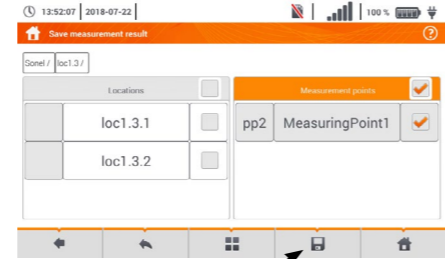 13:52:07 2018-07-22 100 %
Save measurement result ?
Sonel / loc1.3 /
Locations Measurement points
loc1.3.1 pp2 MeasuringPoint1
loc1.3.2